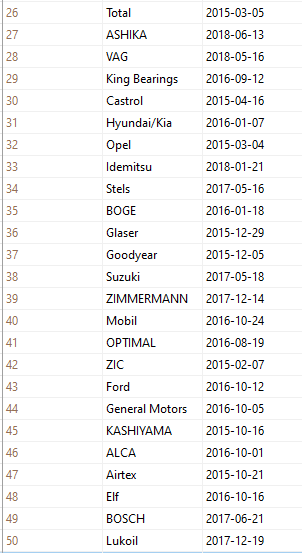 26 Total 2015-03-05
27 ASHIKA 2018-06-13
28 VAG 2018-05-16
29 King Bearings 2016-09-12
30 Castrol 2015-04-16
31 Hyundai/Kia 2016-01-07
32 Opel 2015-03-04
33 Idemitsu 2018-01-21
34 Stels 2017-05-16
35 BOGE 2016-01-18
36 Glaser 2015-12-29
37 Goodyear 2015-12-05
38 Suzuki 2017-05-18
39 ZIMMERMANN 2017-12-14
40 Mobil 2016-10-24
41 OPTIMAL 2016-08-19
42 ZIC 2015-02-07
43 Ford 2016-10-12
44 General Motors 2016-10-05
45 KASHIYAMA 2015-10-16
46 ALCA 2016-10-01
47 Airtex 2015-10-21
48 Elf 2016-10-16
49 BOSCH 2017-06-21
50 Lukoil 2017-12-19